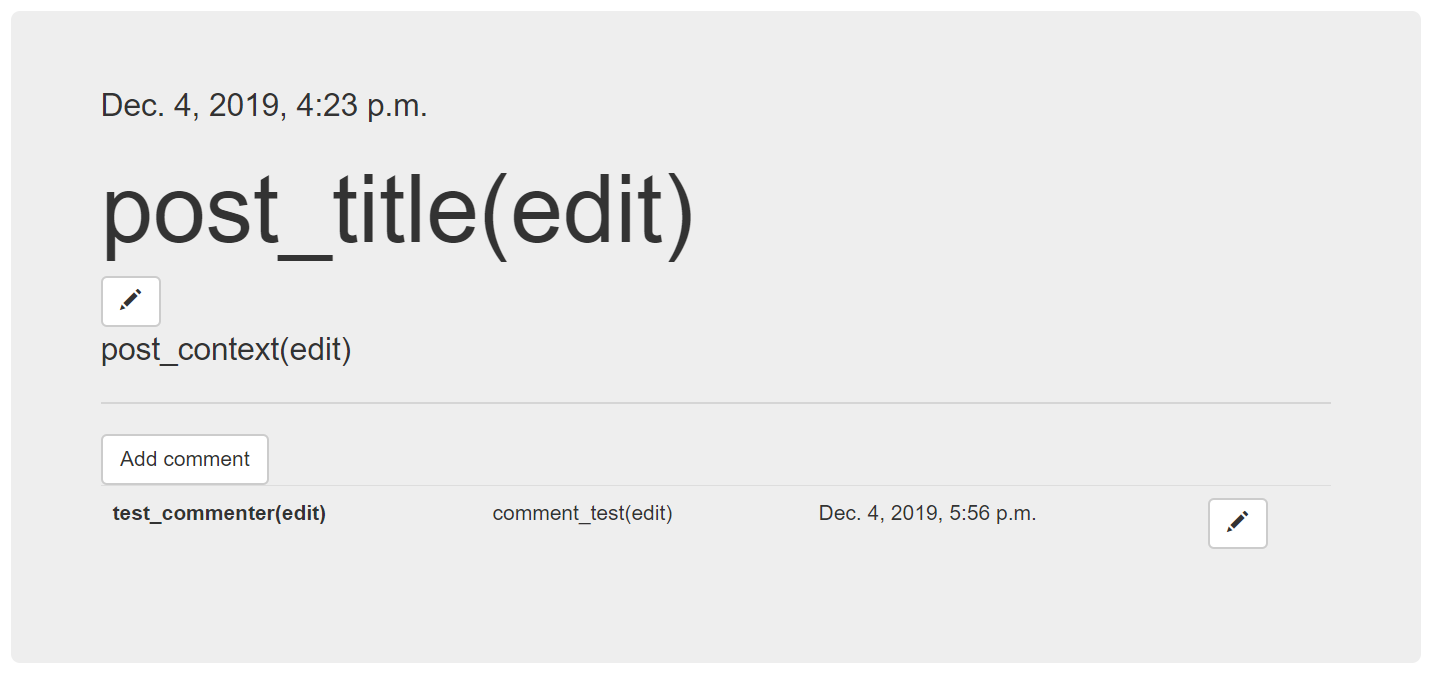 Dec. 4, 2019, 4:23 p.m.
post_title(edit)
post_context(edit)
Add comment
test_commenter(edit) comment_test(edit) Dec. 4, 2019, 5:56 p.m.